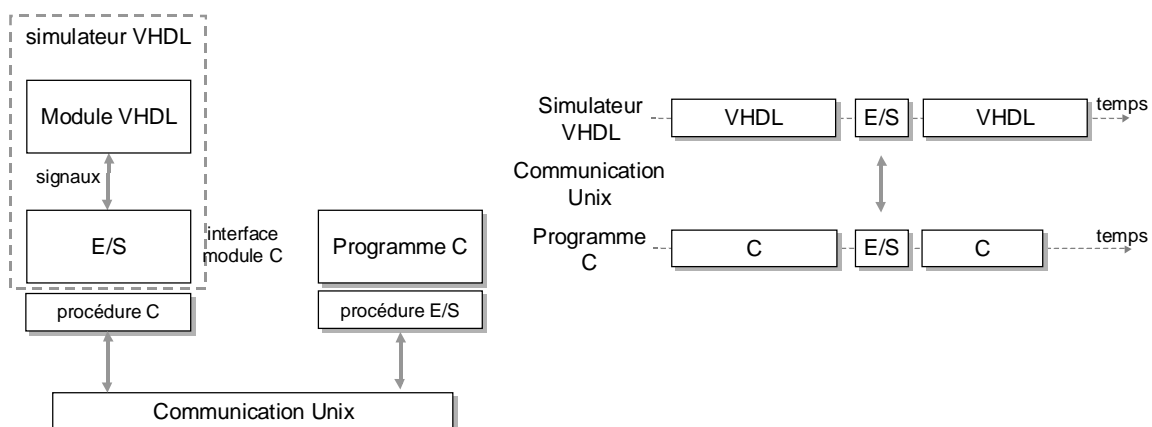 simulateur VHDL
Module VHDL
signaux
E/S
interface
module C
procédure C
Programme C
procédure E/S
Communication Unix
Simulateur
VHDL
VHDL
E/S
VHDL
temps
Communication
Unix
Programme
C
C
E/S
C
temps